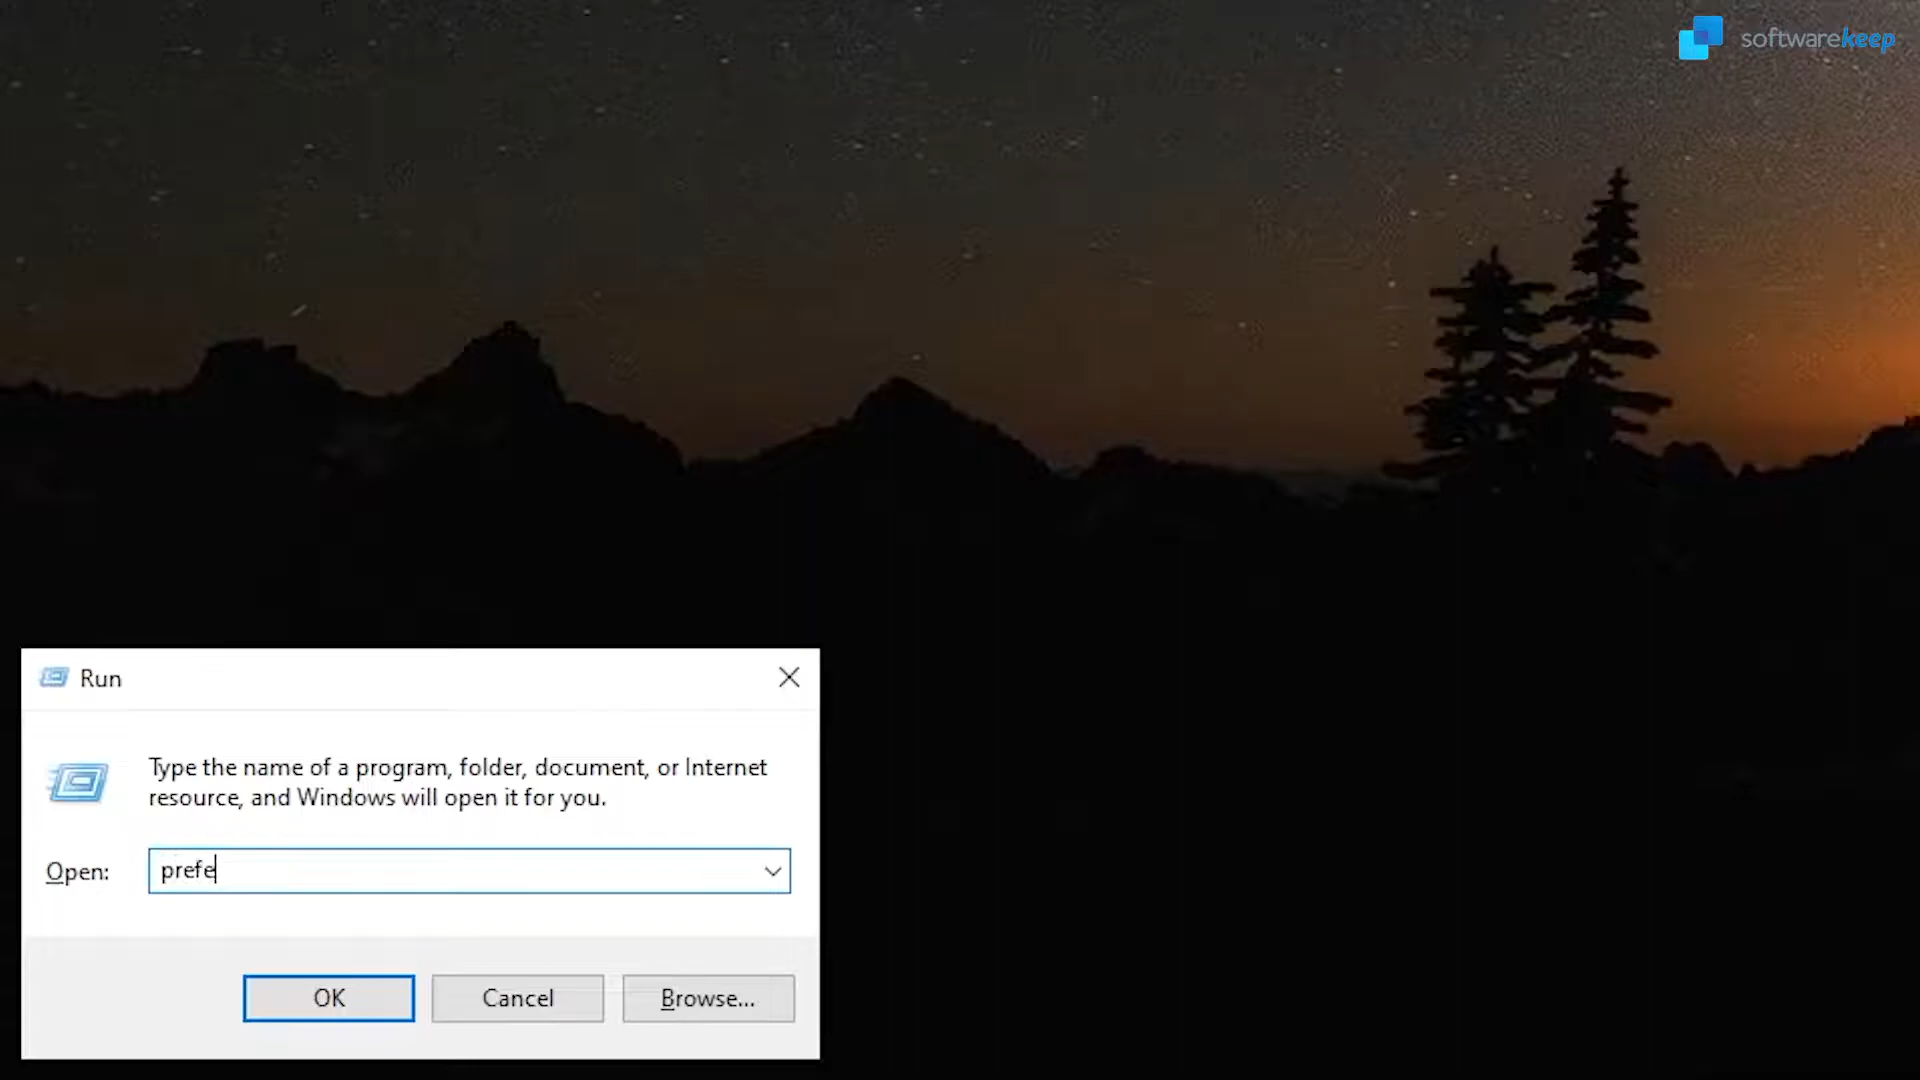 softwarekeep
Run
Type the name of a program, folder, document, or Internet
resource, and Windows will open it for you.
Open:
prefe
OK
Cancel
Browse...